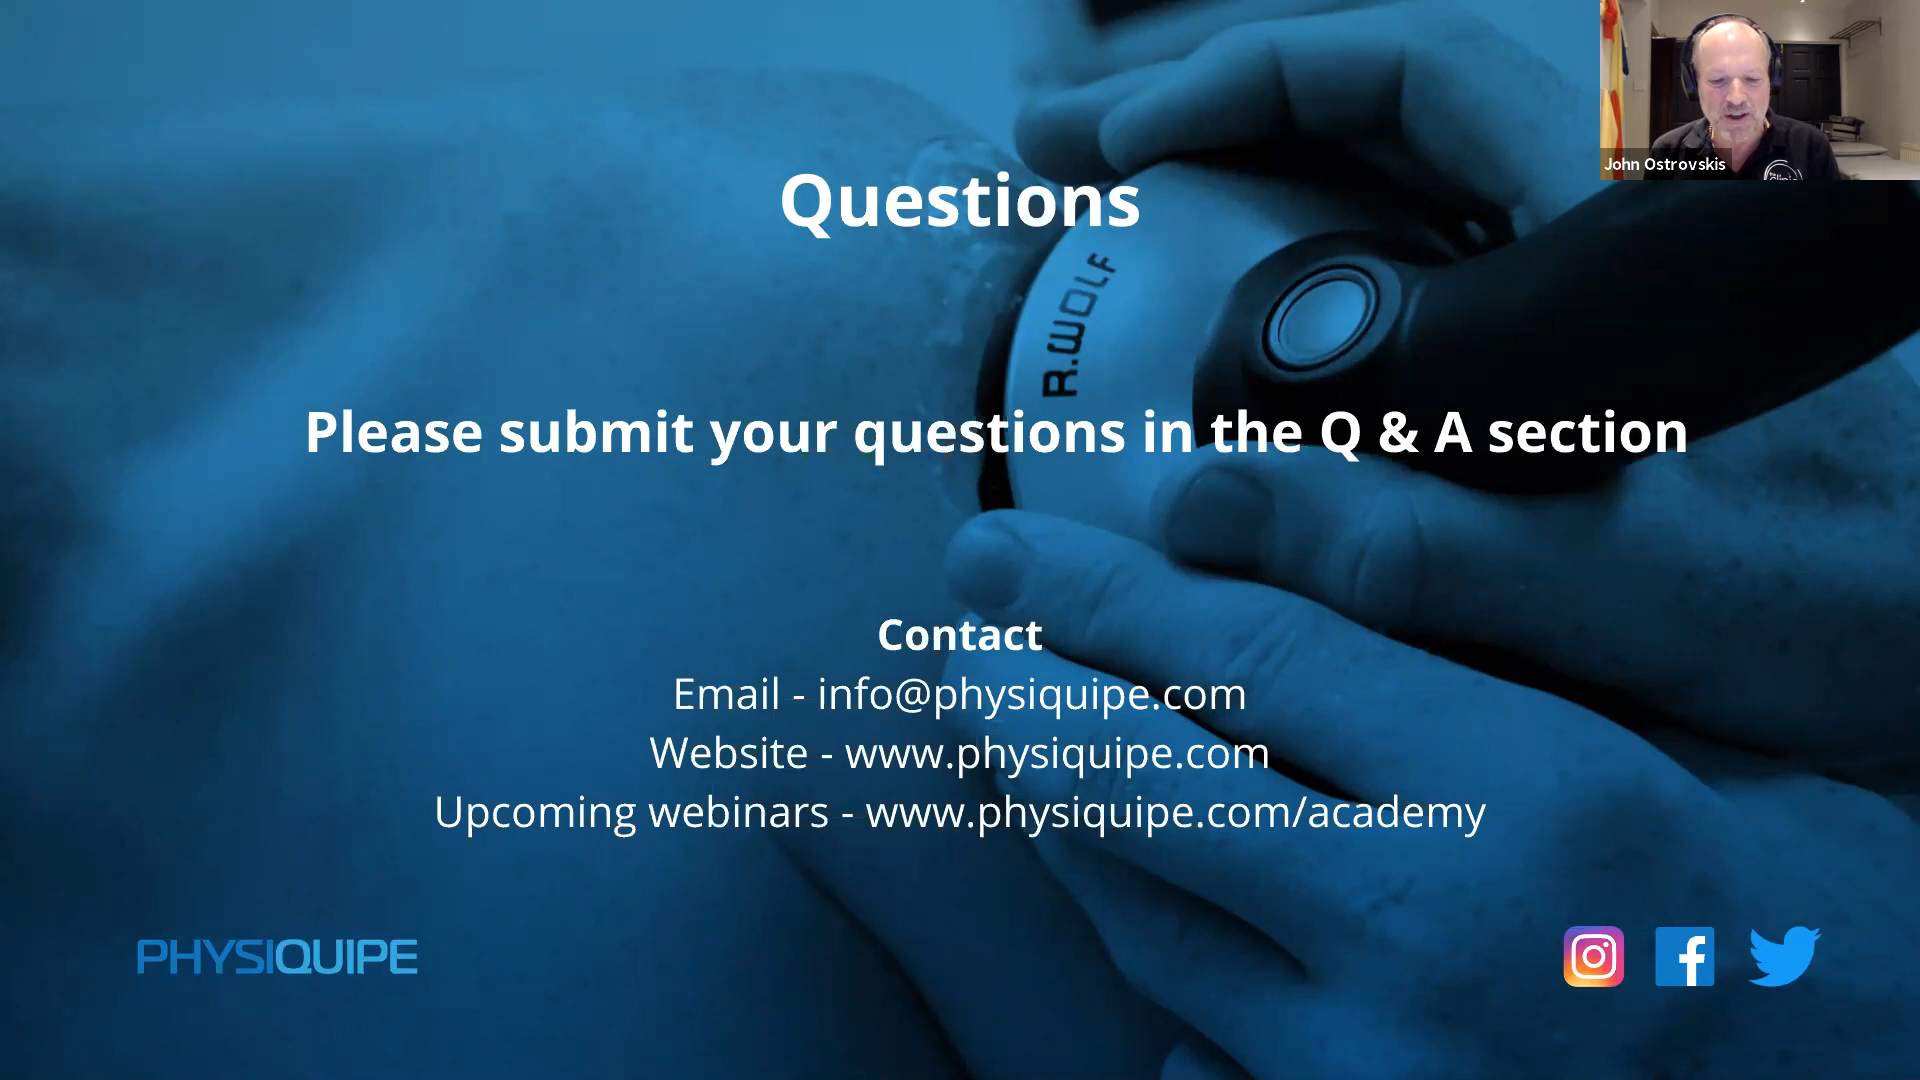 John Ostrovskis
Questions
R.WOLF
Please submit your questions in the Q & A section
Contact
Email - info@physiquipe.com
Website - www.physiquipe.com
Upcoming webinars - www.physiquipe.com/academy
PHYSIQUIPE